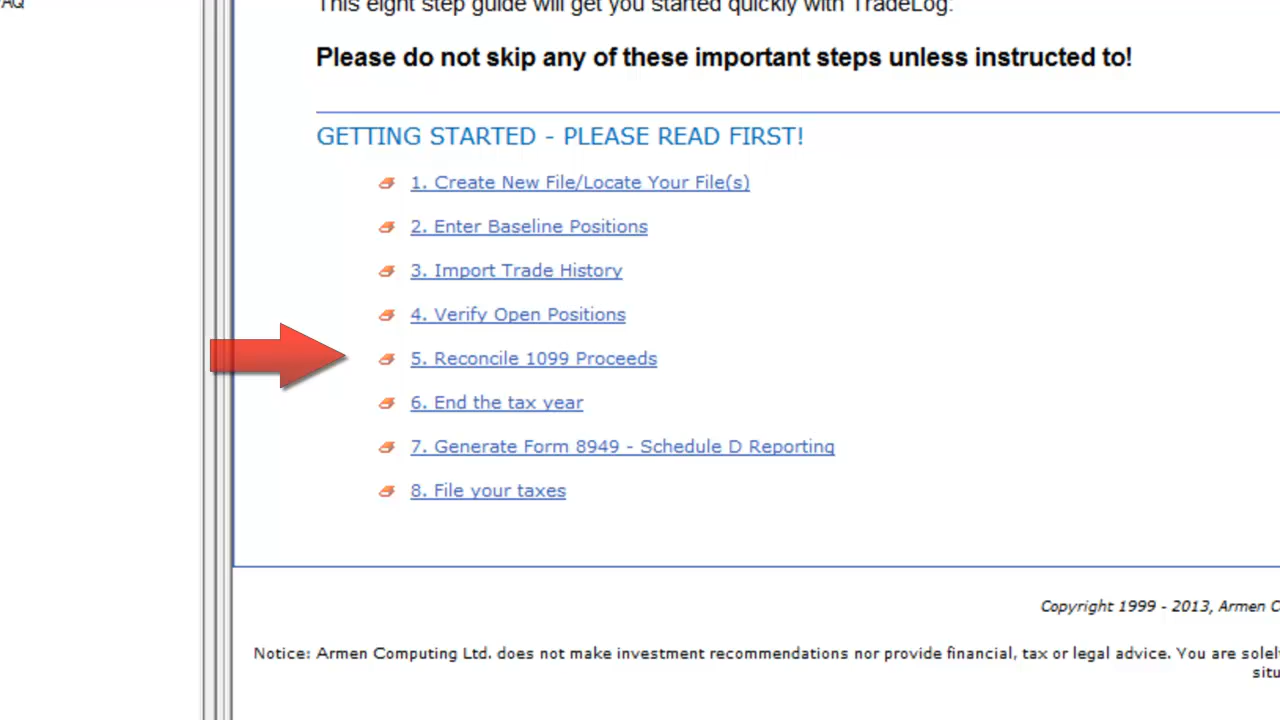 AQ
This eight step guide will get you started quickly with TradeLog.
Please do not skip any of these important steps unless instructed to!
GETTING STARTED - PLEASE READ FIRST!
1. Create New File/Locate Your File(s)
2. Enter Baseline Positions
3. Import Trade History
4. Verify Open Positions
5. Reconcile 1099 Proceeds
6. End the tax year
7. Generate Form 8949 - Schedule D Reporting
8. File your taxes
Copyright 1999 - 2013, Armen C
Notice: Armen Computing Ltd. does not make investment recommendations nor provide financial, tax or legal advice. You are solel
situ